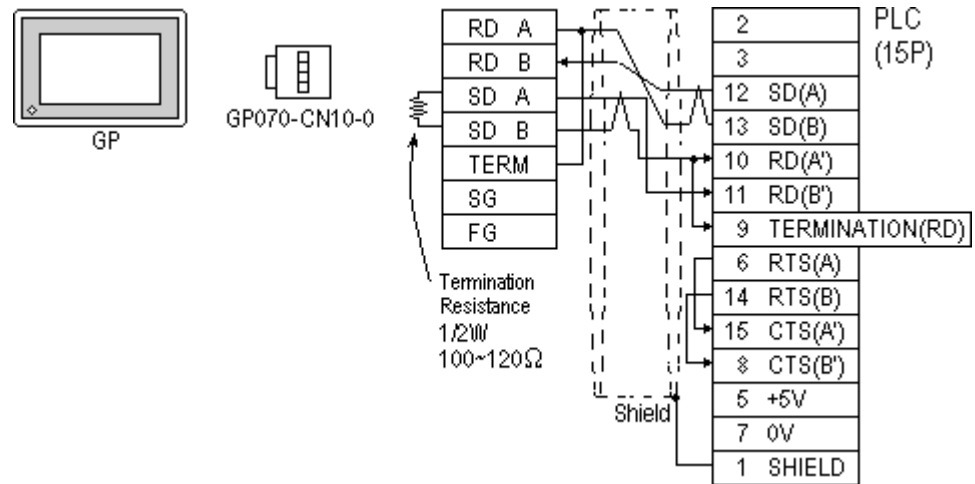 GP
GP070-CN10-0
RD A
RD B
SD A
SD B
TERM
SG
FG
Termination
Resistance
1/2W
100~120Ω
Shield
PLC
(15P)
2
3
12 SD(A)
13 SD(B)
10 RD(A')
11 RD(B')
9 TERMINATION(RD)
6 RTS(A)
14 RTS(B)
15 CTS(A')
8 CTS(B')
5 +5V
7 0V
1 SHIELD